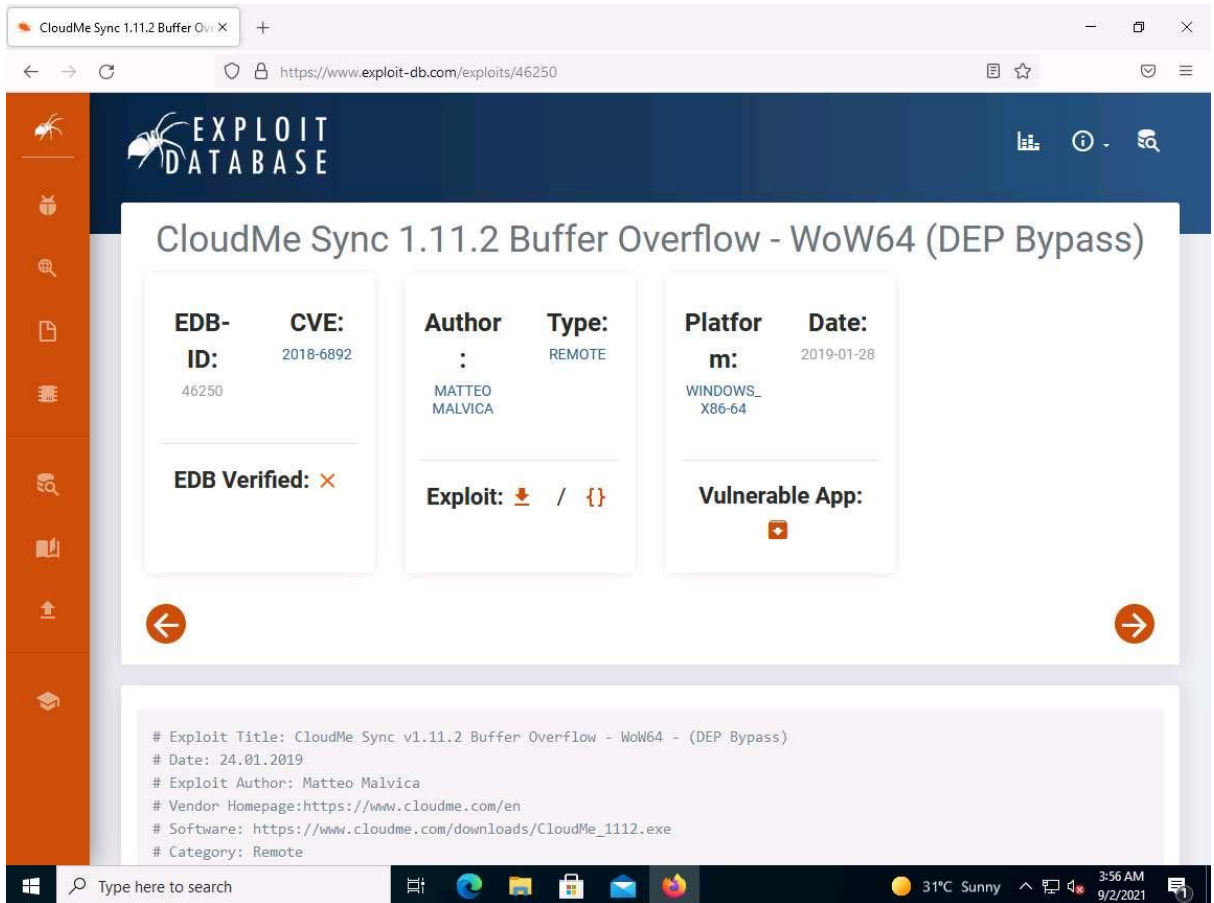 CloudMe Sync 1.11.2 Buffer Ove
https://www.exploit-db.com/exploits/46250
EXPLOIT
DATABASE
CloudMe Sync 1.11.2 Buffer Overflow - WoW64 (DEP Bypass)
EDB-
ID:
46250
CVE:
2018-6892
EDB Verified:
Author
:
MATTEO
MALVICA
Type:
REMOTE
Exploit: / {}
Platfor
m:
WINDOWS_
X86-64
Date:
2019-01-28
Vulnerable App:
# Exploit Title: CloudMe Sync v1.11.2 Buffer Overflow - WoW64 - (DEP Bypass)
# Date: 24.01.2019
# Exploit Author: Matteo Malvica
# Vendor Homepage:https://www.cloudme.com/en
# Software: https://www.cloudme.com/downloads/CloudMe_1112.exe
# Category: Remote
Type here to search
31°C Sunny
3:56 AM
9/2/2021
1